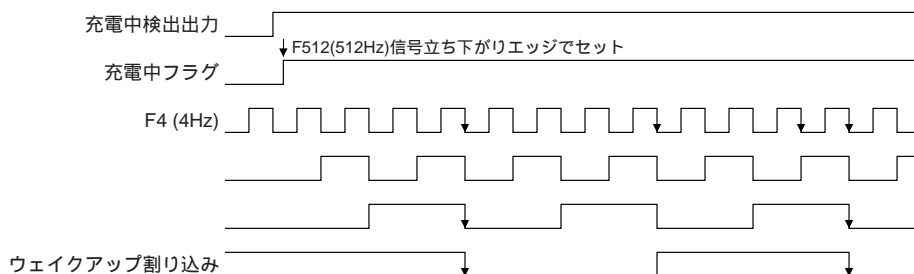 充電中検出出力
F512(512Hz)信号立ち下がりエッジでセット
充電中フラグ
F4 (4Hz)
ウェイクアップ割り込み